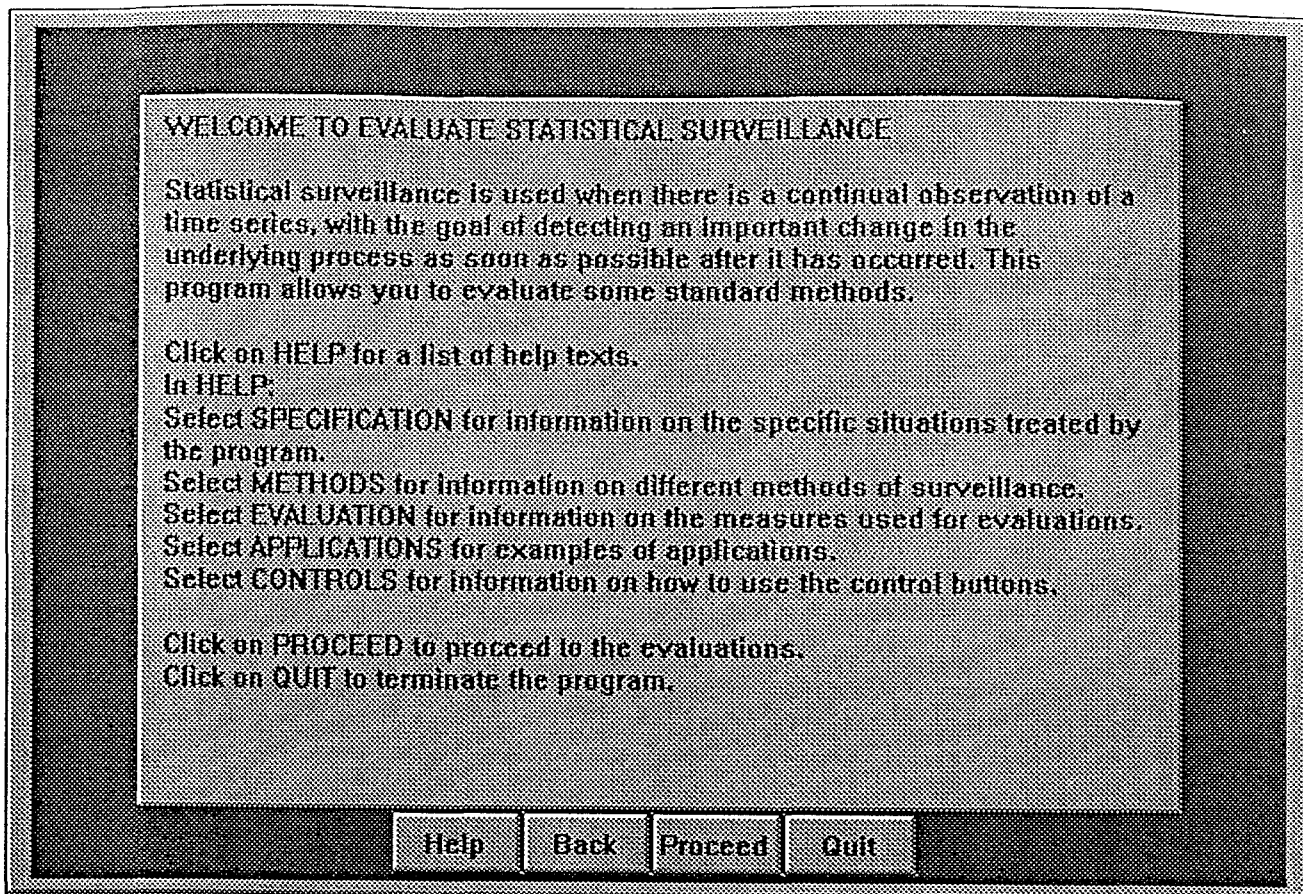 WELCOME TO EVALUATE STATISTICAL SURVEILLANCE
Statistical surveillance is used when there is a continual observation of a
time series, with the goal of detecting an important change in the
underlying process as soon as possible after it has occurred. This
program allows you to evaluate some standard methods.
Click on HELP for a list of help texts.
In HELP:
Select SPECIFICATION for information on the specific situations treated by
the program.
Select METHODS for information on different methods of surveillance.
Select EVALUATION for information on the measures used for evaluations.
Select APPLICATIONS for examples of applications.
Select CONTROLS for information on how to use the control buttons.
Click on PROCEED to proceed to the evaluations.
Click on QUIT to terminate the program.
Help Back Proceed Quit